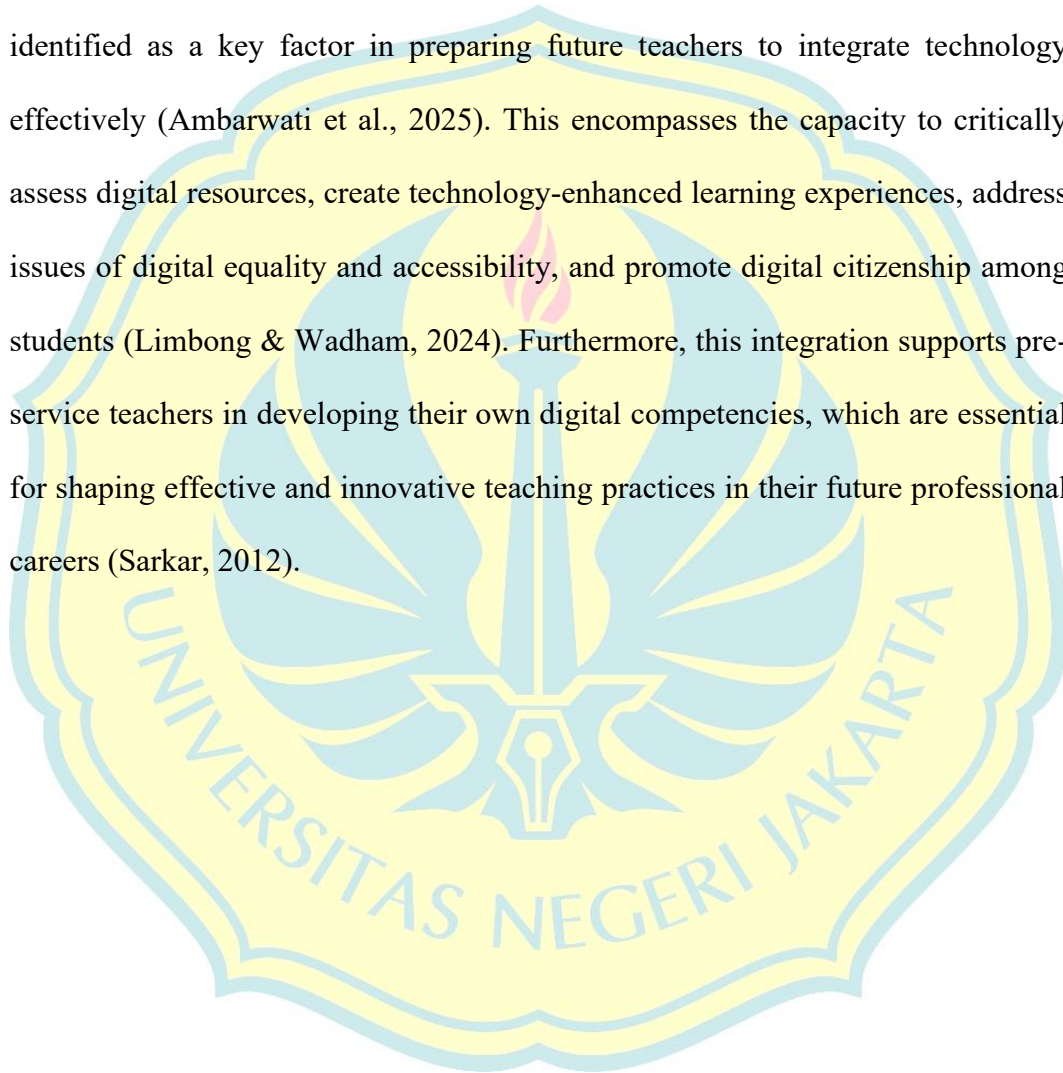 identified as a key factor in preparing future teachers to integrate technology
effectively (Ambarwati et al., 2025). This encompasses the capacity to critically
assess digital resources, create technology-enhanced learning experiences, address
issues of digital equality and accessibility, and promote digital citizenship among
students (Limbong & Wadham, 2024). Furthermore, this integration supports pre-
service teachers in developing their own digital competencies, which are essential
for shaping effective and innovative teaching practices in their future professional
careers (Sarkar, 2012).
UNIVERSITAS NEGERI JAKARTA